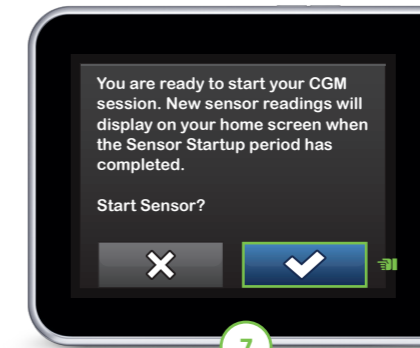 You are ready to start your CGM
session. New sensor readings will
display on your home screen when
the Sensor Startup period has
completed.
Start Sensor?
7